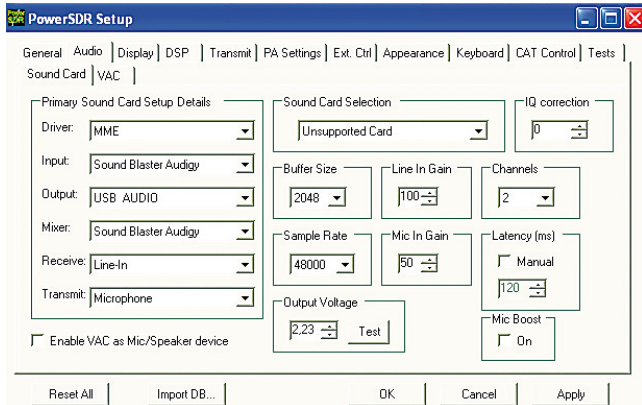 PowerSDR Setup
General Audio Display DSP Transmit PA Settings Ext. Ctrl Appearance Keyboard CAT Control Tests
Sound Card VAC
Primary Sound Card Setup Details
Driver: MME
Input: Sound Blaster Audigy
Output: USB AUDIO
Mixer: Sound Blaster Audigy
Receive: Line-In
Transmit: Microphone
Enable VAC as Mic/Speaker device
Sound Card Selection
Unsupported Card
IQ correction
0
Buffer Size
2048
Line In Gain
100
Channels
2
Sample Rate
48000
Mic In Gain
50
Latency (ms)
Manual
120
Output Voltage
2,23 Test
Mic Boost
On
Reset All Import DB... OK Cancel Apply